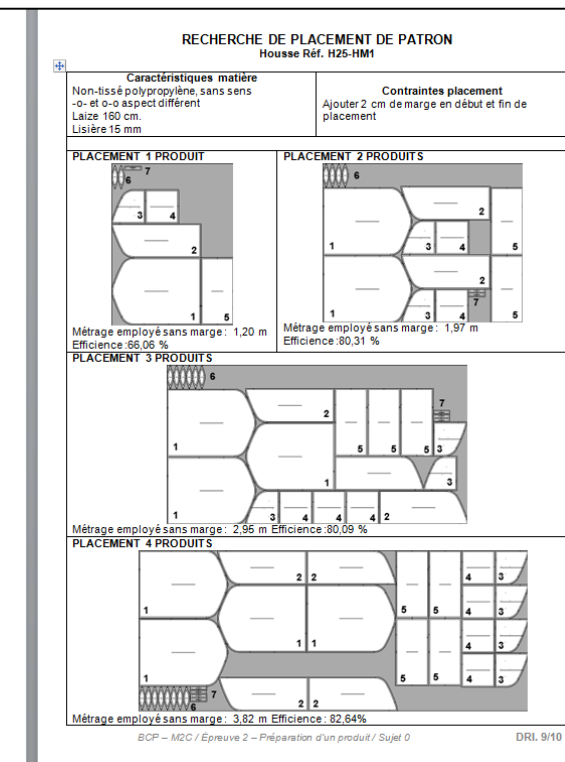 RECHERCHE DE PLACEMENT DE PATRON
Housse Réf. H25-HM1
Caractéristiques matière
Non-tissé polypropylène, sans sens
-o- et o-o aspect différent
Laize 160 cm.
Lisière 15 mm
Contraintes placement
Ajouter 2 cm de marge en début et fin de
placement
PLACEMENT 1 PRODUIT
7
6
3 4
2
1 5
Métrage employé sans marge : 1,20 m
Efficience :66,06 %
PLACEMENT 2 PRODUITS
6
2
1 3 4 5
2
7
1 3 4 5
Métrage employé sans marge : 1,97 m
Efficience :80,31 %
PLACEMENT 3 PRODUITS
6
7
2
1 5 5 5 3
1 3
1 3 4 4 4 2
Métrage employé sans marge : 2,95 m Efficience :80,09 %
PLACEMENT 4 PRODUITS
2 2 4 3
1 5 5 4 3
1 1 4 3
1 5 5 4 3
7
6 2 2
Métrage employé sans marge : 3,82 m Efficience : 82,64%
BCP – M2C / Épreuve 2 – Préparation d'un produit / Sujet 0
DRI. 9/10